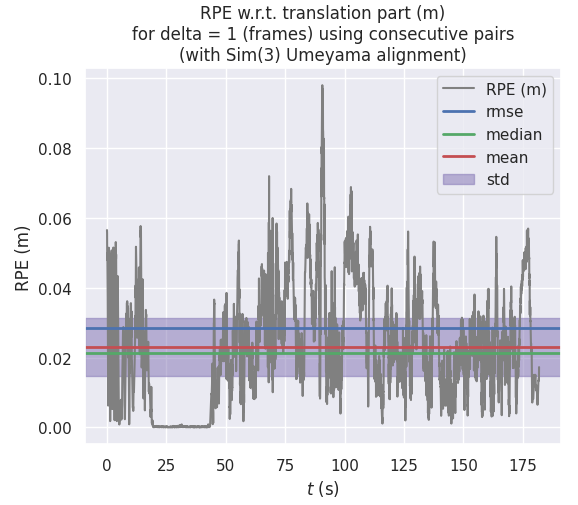 RPE w.r.t. translation part (m)
for delta = 1 (frames) using consecutive pairs
(with Sim(3) Umeyama alignment)
RPE (m)
rmse
median
mean
std
RPE (m)
0.10
0.08
0.06
0.04
0.02
0.00
0 25 50 75 100 125 150 175
t (s)